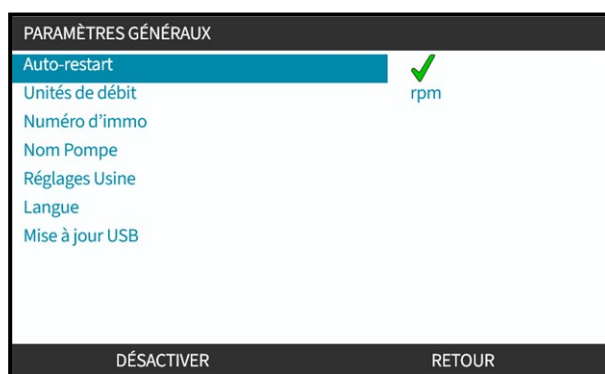 PARAMÈTRES GÉNÉRAUX
Auto-restart
Unités de débit rpm
Numéro d'immo
Nom Pompe
Réglages Usine
Langue
Mise à jour USB
DÉSACTIVER RETOUR